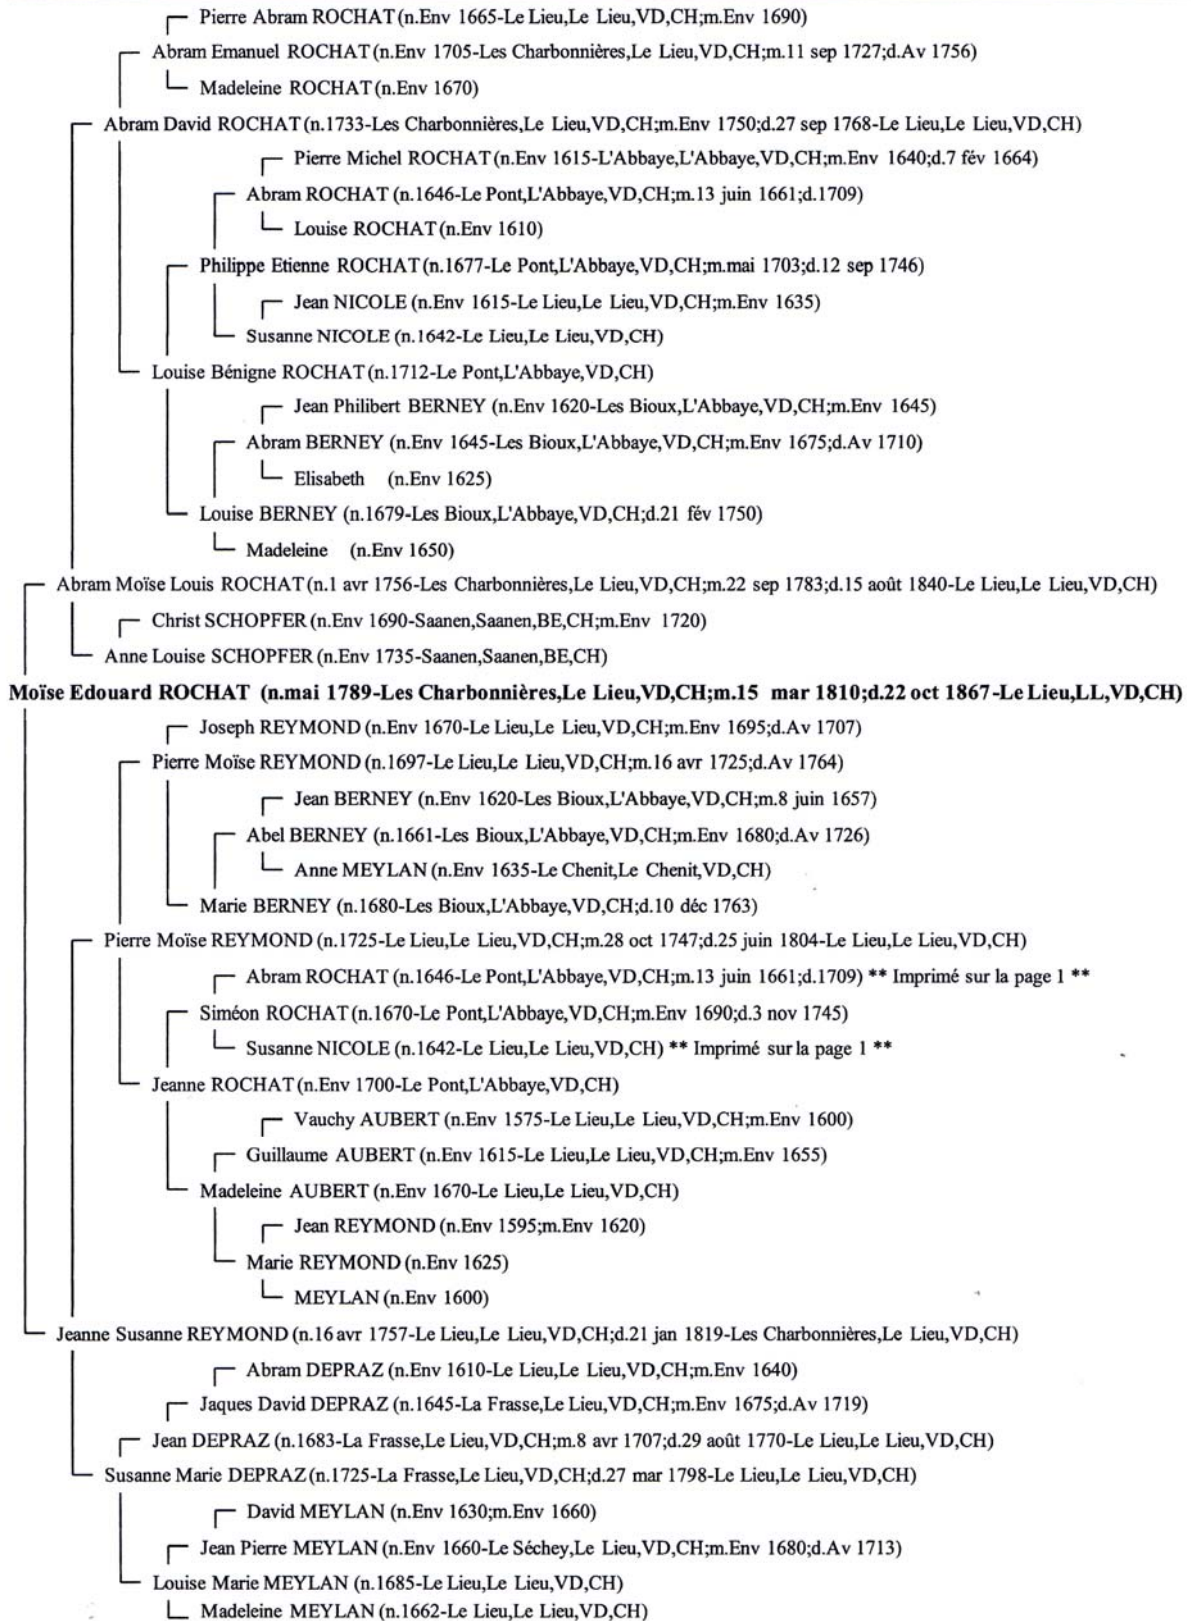 Pierre Abram ROCHAT (n.Env 1665-Le Lieu,Le Lieu,VD,CH;m.Env 1690)
Abram Emanuel ROCHAT (n.Env 1705-Les Charbonnières,Le Lieu,VD,CH;m.11 sep 1727;d.Av 1756)
Madeleine ROCHAT (n.Env 1670)
Abram David ROCHAT (n.1733-Les Charbonnières,Le Lieu,VD,CH;m.Env 1750;d.27 sep 1768-Le Lieu,Le Lieu,VD,CH)
Pierre Michel ROCHAT (n.Env 1615-L'Abbaye,L'Abbaye,VD,CH;m.Env 1640;d.7 fév 1664)
Abram ROCHAT (n.1646-Le Pont,L'Abbaye,VD,CH;m.13 juin 1661;d.1709)
Louise ROCHAT (n.Env 1610)
Philippe Etienne ROCHAT (n.1677-Le Pont,L'Abbaye,VD,CH;m.mai 1703;d.12 sep 1746)
Jean NICOLE (n.Env 1615-Le Lieu,Le Lieu,VD,CH;m.Env 1635)
Susanne NICOLE (n.1642-Le Lieu,Le Lieu,VD,CH)
Louise Bénigne ROCHAT (n.1712-Le Pont,L'Abbaye,VD,CH)
Jean Philibert BERNEY (n.Env 1620-Les Bioux,L'Abbaye,VD,CH;m.Env 1645)
Abram BERNEY (n.Env 1645-Les Bioux,L'Abbaye,VD,CH;m.Env 1675;d.Av 1710)
Elisabeth (n.Env 1625)
Louise BERNEY (n.1679-Les Bioux,L'Abbaye,VD,CH;d.21 fév 1750)
Madeleine (n.Env 1650)
Abram Moïse Louis ROCHAT (n.1 avr 1756-Les Charbonnières,Le Lieu,VD,CH;m.22 sep 1783;d.15 août 1840-Le Lieu,Le Lieu,VD,CH)
Christ SCHOPFER (n.Env 1690-Saanen,Saanen,BE,CH;m.Env 1720)
Anne Louise SCHOPFER (n.Env 1735-Saanen,Saanen,BE,CH)
Moïse Edouard ROCHAT (n.mai 1789-Les Charbonnières,Le Lieu,VD,CH;m.15 mar 1810;d.22 oct 1867-Le Lieu,LL,VD,CH)
Joseph REYMOND (n.Env 1670-Le Lieu,Le Lieu,VD,CH;m.Env 1695;d.Av 1707)
Pierre Moïse REYMOND (n.1697-Le Lieu,Le Lieu,VD,CH;m.16 avr 1725;d.Av 1764)
Jean BERNEY (n.Env 1620-Les Bioux,L'Abbaye,VD,CH;m.8 juin 1657)
Abel BERNEY (n.1661-Les Bioux,L'Abbaye,VD,CH;m.Env 1680;d.Av 1726)
Anne MEYLAN (n.Env 1635-Le Chenit,Le Chenit,VD,CH)
Marie BERNEY (n.1680-Les Bioux,L'Abbaye,VD,CH;d.10 déc 1763)
Pierre Moïse REYMOND (n.1725-Le Lieu,Le Lieu,VD,CH;m.28 oct 1747;d.25 juin 1804-Le Lieu,Le Lieu,VD,CH)
Abram ROCHAT (n.1646-Le Pont,L'Abbaye,VD,CH;m.13 juin 1661;d.1709) ** Imprimé sur la page 1 **
Siméon ROCHAT (n.1670-Le Pont,L'Abbaye,VD,CH;m.Env 1690;d.3 nov 1745)
Susanne NICOLE (n.1642-Le Lieu,Le Lieu,VD,CH) ** Imprimé sur la page 1 **
Jeanne ROCHAT (n.Env 1700-Le Pont,L'Abbaye,VD,CH)
Vauchy AUBERT (n.Env 1575-Le Lieu,Le Lieu,VD,CH;m.Env 1600)
Guillaume AUBERT (n.Env 1615-Le Lieu,Le Lieu,VD,CH;m.Env 1655)
Madeleine AUBERT (n.Env 1670-Le Lieu,Le Lieu,VD,CH)
Jean REYMOND (n.Env 1595;m.Env 1620)
Marie REYMOND (n.Env 1625)
MEYLAN (n.Env 1600)
Jeanne Susanne REYMOND (n.16 avr 1757-Le Lieu,Le Lieu,VD,CH;d.21 jan 1819-Les Charbonnières,Le Lieu,VD,CH)
Abram DEPRAZ (n.Env 1610-Le Lieu,Le Lieu,VD,CH;m.Env 1640)
Jaques David DEPRAZ (n.1645-La Frasse,Le Lieu,VD,CH;m.Env 1675;d.Av 1719)
Jean DEPRAZ (n.1683-La Frasse,Le Lieu,VD,CH;m.8 avr 1707;d.29 août 1770-Le Lieu,Le Lieu,VD,CH)
Susanne Marie DEPRAZ (n.1725-La Frasse,Le Lieu,VD,CH;d.27 mar 1798-Le Lieu,Le Lieu,VD,CH)
David MEYLAN (n.Env 1630;m.Env 1660)
Jean Pierre MEYLAN (n.Env 1660-Le Séchey,Le Lieu,VD,CH;m.Env 1680;d.Av 1713)
Louise Marie MEYLAN (n.1685-Le Lieu,Le Lieu,VD,CH)
Madeleine MEYLAN (n.1662-Le Lieu,Le Lieu,VD,CH)